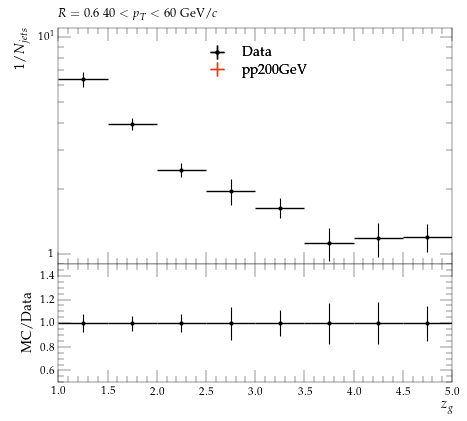 R = 0.6 40 < p_T < 60 GeV/c
1/N_jets
10^1
1
Data
pp200GeV
MC/Data
1.4
1.2
1.0
0.8
0.6
1.0 1.5 2.0 2.5 3.0 3.5 4.0 4.5 5.0
z_g